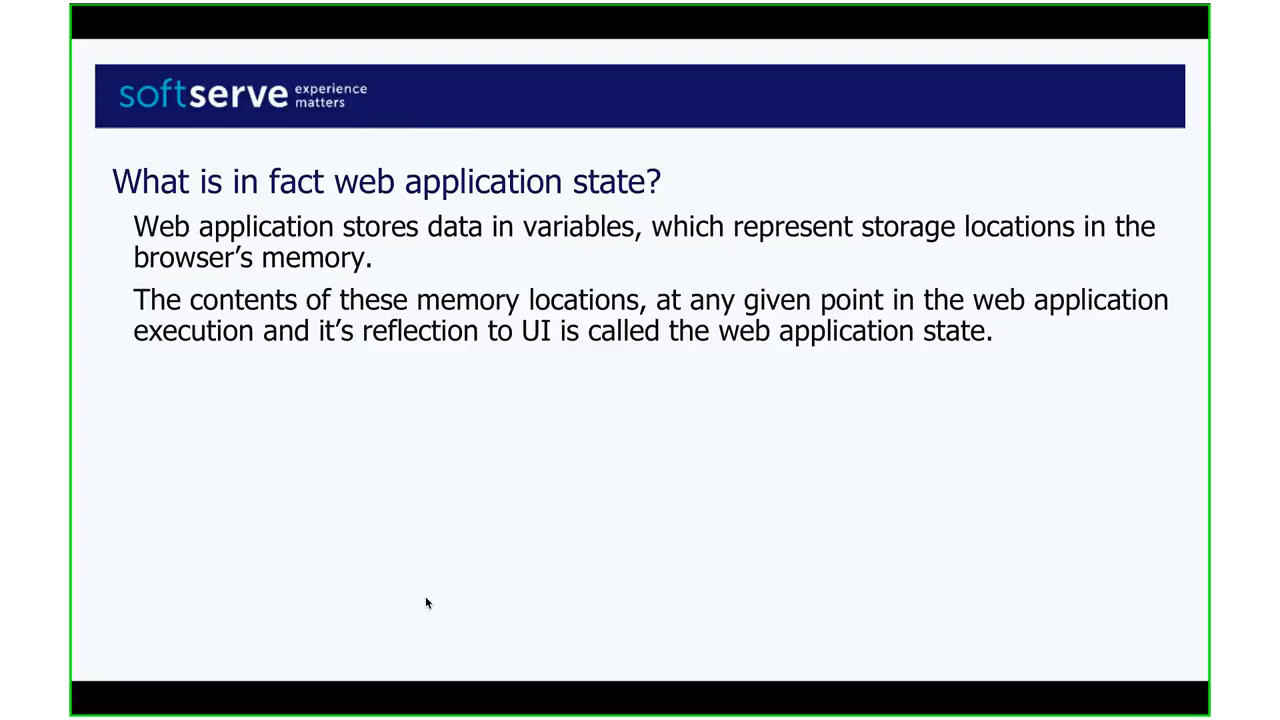 softserve experience matters
What is in fact web application state?
Web application stores data in variables, which represent storage locations in the
browser’s memory.
The contents of these memory locations, at any given point in the web application
execution and it’s reflection to UI is called the web application state.